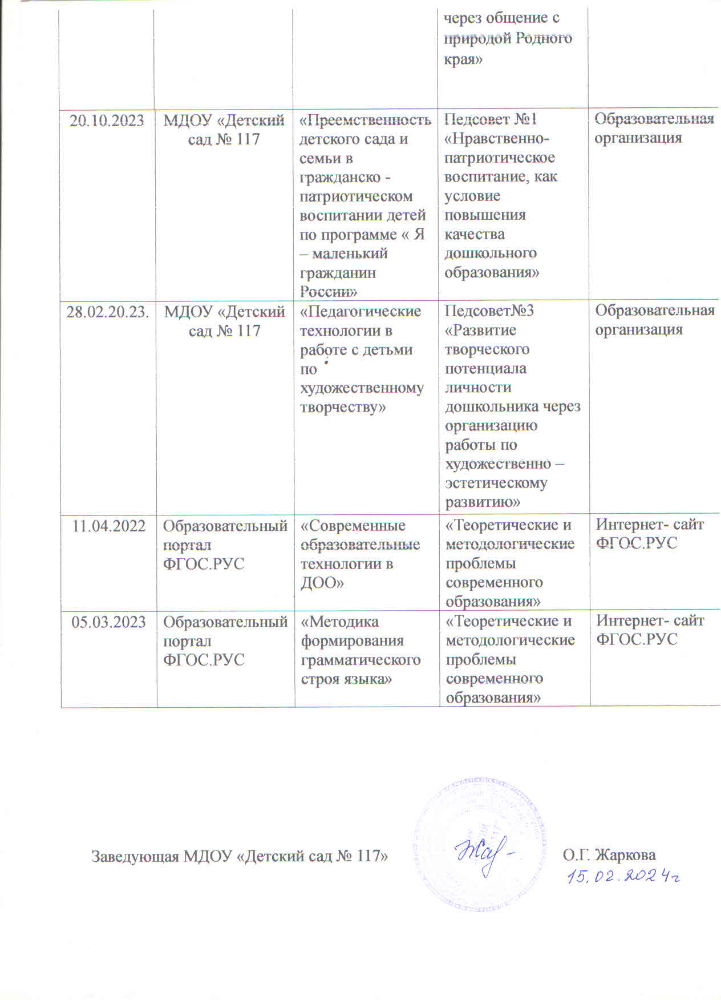 через общение с
природой Родного
края»
20.10.2023
МДОУ «Детский
сад № 117
«Преемственность
детского сада и
семьи в
гражданско -
патриотическом
воспитании детей
по программе « Я
– маленький
гражданин
России»
Педсовет №1
«Нравственно-
патриотическое
воспитание, как
условие
повышения
качества
дошкольного
образования»
Образовательная
организация
28.02.20.23.
МДОУ «Детский
сад № 117
«Педагогические
технологии в
работе с детьми
по
художественному
творчеству»
Педсовет№3
«Развитие
творческого
потенциала
личности
дошкольника через
организацию
работы по
художественно –
эстетическому
развитию»
Образовательная
организация
11.04.2022
Образовательный
портал
ФГОС.РУС
«Современные
образовательные
технологии в
ДОО»
«Теоретические и
методологические
проблемы
современного
образования»
Интернет- сайт
ФГОС.РУС
05.03.2023
Образовательный
портал
ФГОС.РУС
«Методика
формирования
грамматического
строя языка»
«Теоретические и
методологические
проблемы
современного
образования»
Интернет- сайт
ФГОС.РУС
Заведующая МДОУ «Детский сад № 117»
О.Г. Жаркова
15.02.2024г